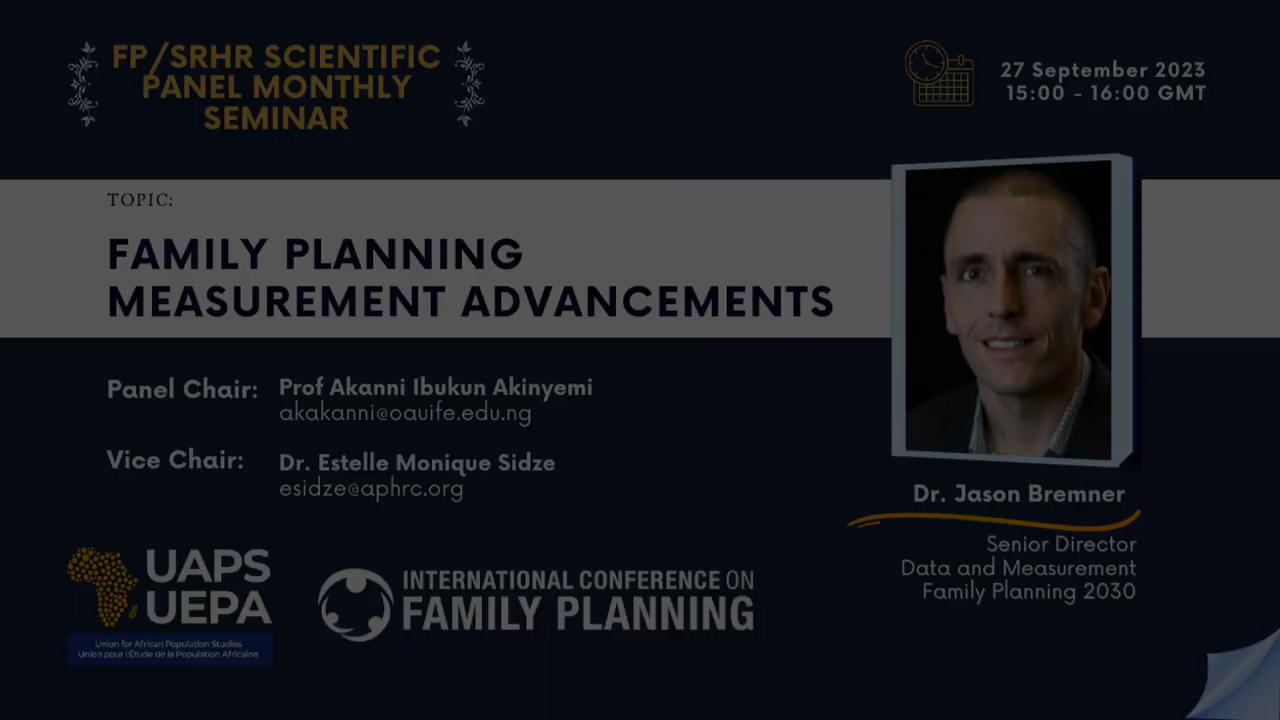 FP/SRHR SCIENTIFIC
PANEL MONTHLY
SEMINAR
27 September 2023
15:00 - 16:00 GMT
TOPIC:
FAMILY PLANNING
MEASUREMENT ADVANCEMENTS
Panel Chair:
Prof Akanni Ibukun Akinyemi
akakanni@oauife.edu.ng
Vice Chair:
Dr. Estelle Monique Sidze
esidze@aphrc.org
Dr. Jason Bremner
Senior Director
Data and Measurement
Family Planning 2030
UAPS
UEPA
Union for African Population Studies
Union pour l'Étude de la Population Africaine
INTERNATIONAL CONFERENCE ON
FAMILY PLANNING